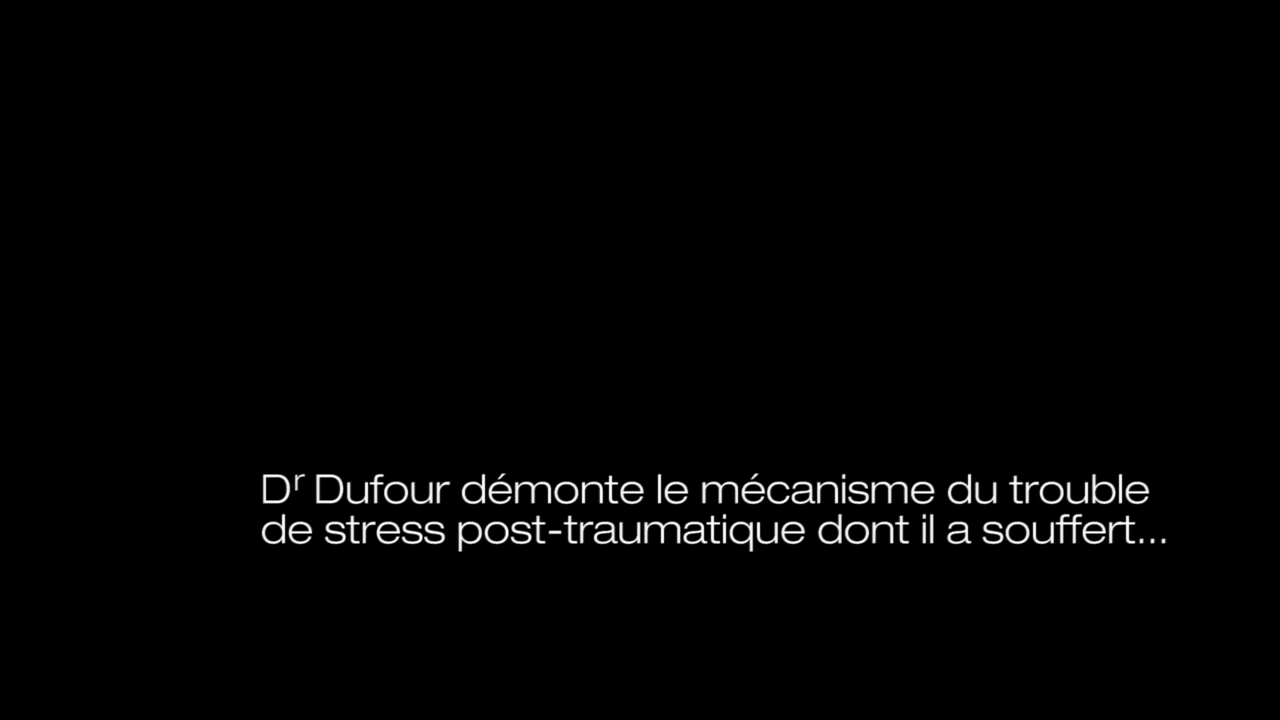 Dʳ Dufour démonte le mécanisme du trouble
de stress post-traumatique dont il a souffert...